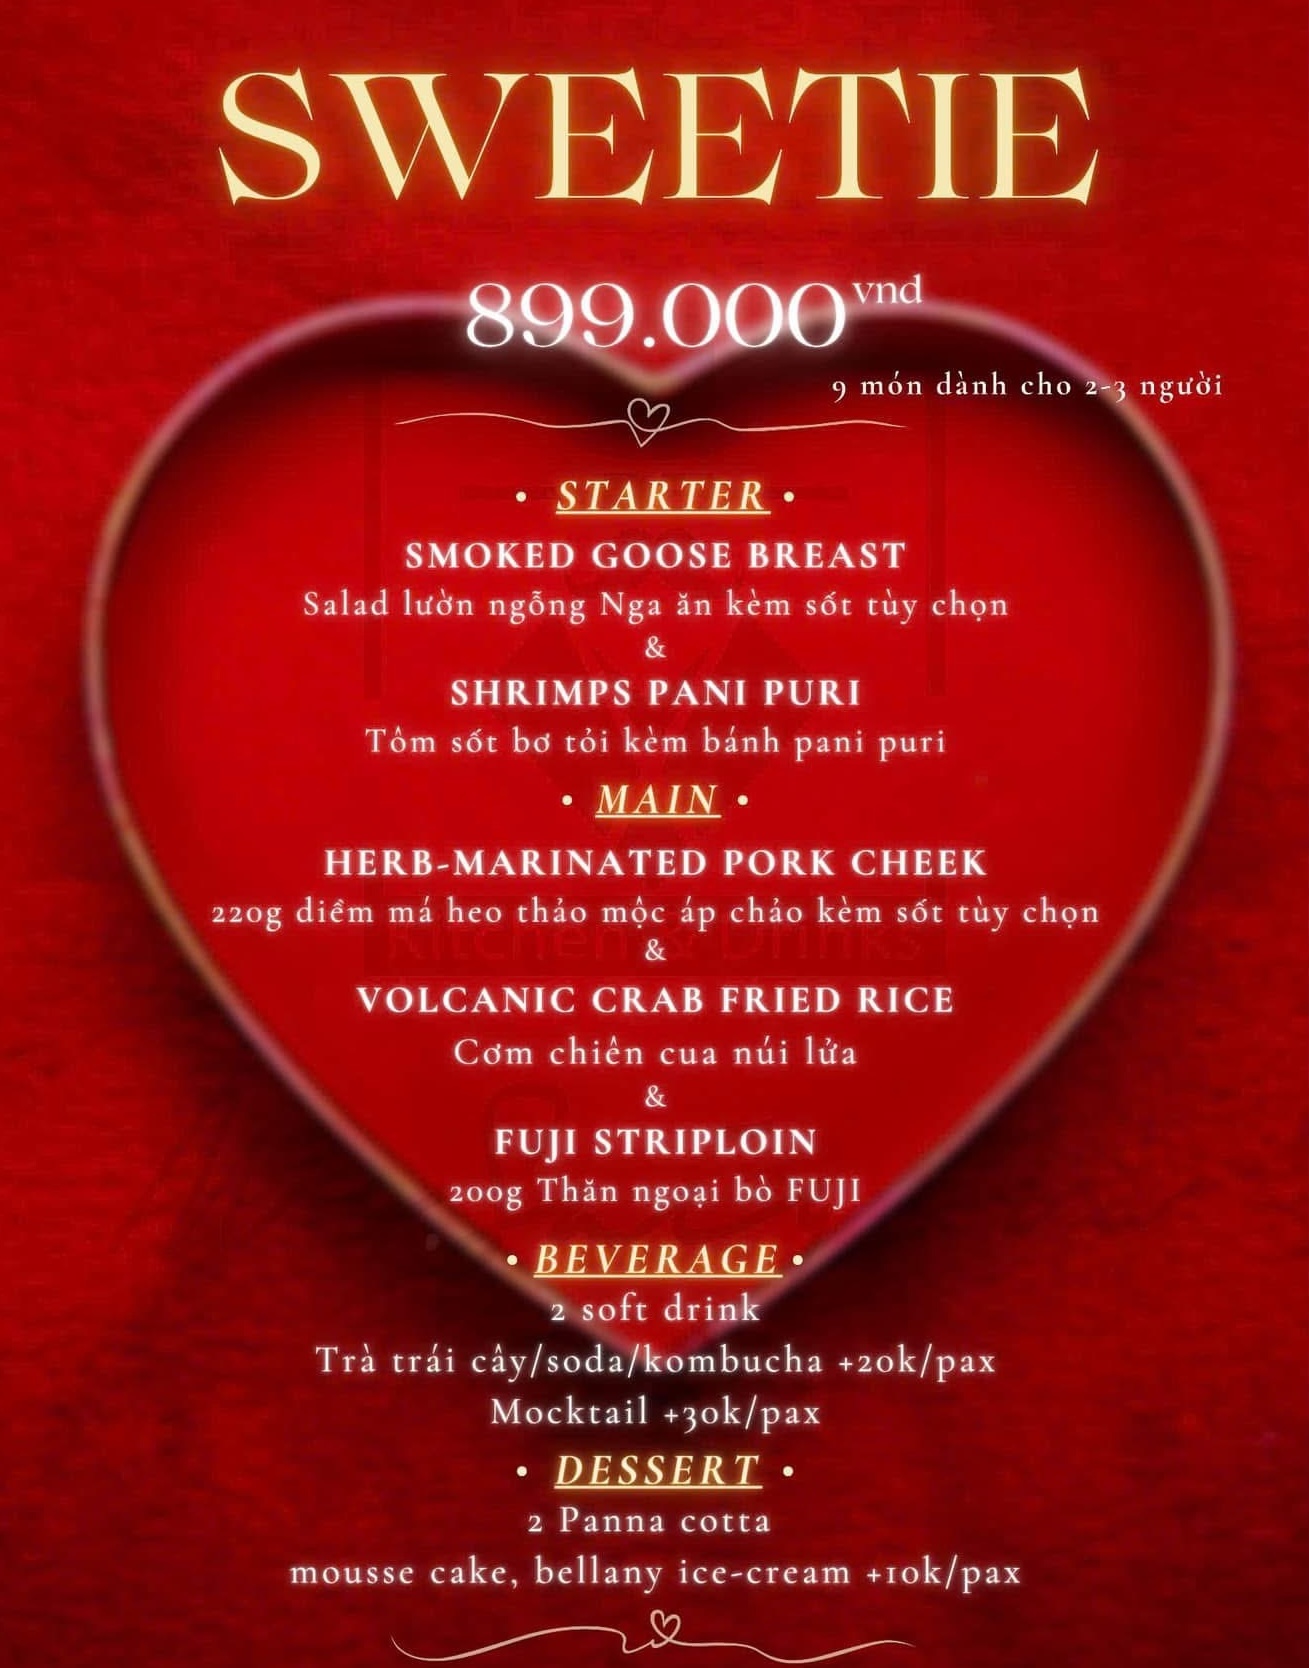 SWEETIE
899.000 vnd
9 món dành cho 2-3 người
• STARTER •
SMOKED GOOSE BREAST
Salad lườn ngỗng Nga ăn kèm sốt tùy chọn
&
SHRIMPS PANI PURI
Tôm sốt bơ tỏi kèm bánh pani puri
• MAIN •
HERB-MARINATED PORK CHEEK
220g diềm má heo thảo mộc áp chảo kèm sốt tùy chọn
Kitchen & Drinks
&
VOLCANIC CRAB FRIED RICE
Cơm chiên cua núi lửa
&
FUJI STRIPLOIN
200g Thăn ngoại bò FUJI
• BEVERAGE •
2 soft drink
Trà trái cây/soda/kombucha +20k/pax
Mocktail +30k/pax
• DESSERT •
2 Panna cotta
mousse cake, bellany ice-cream +10k/pax